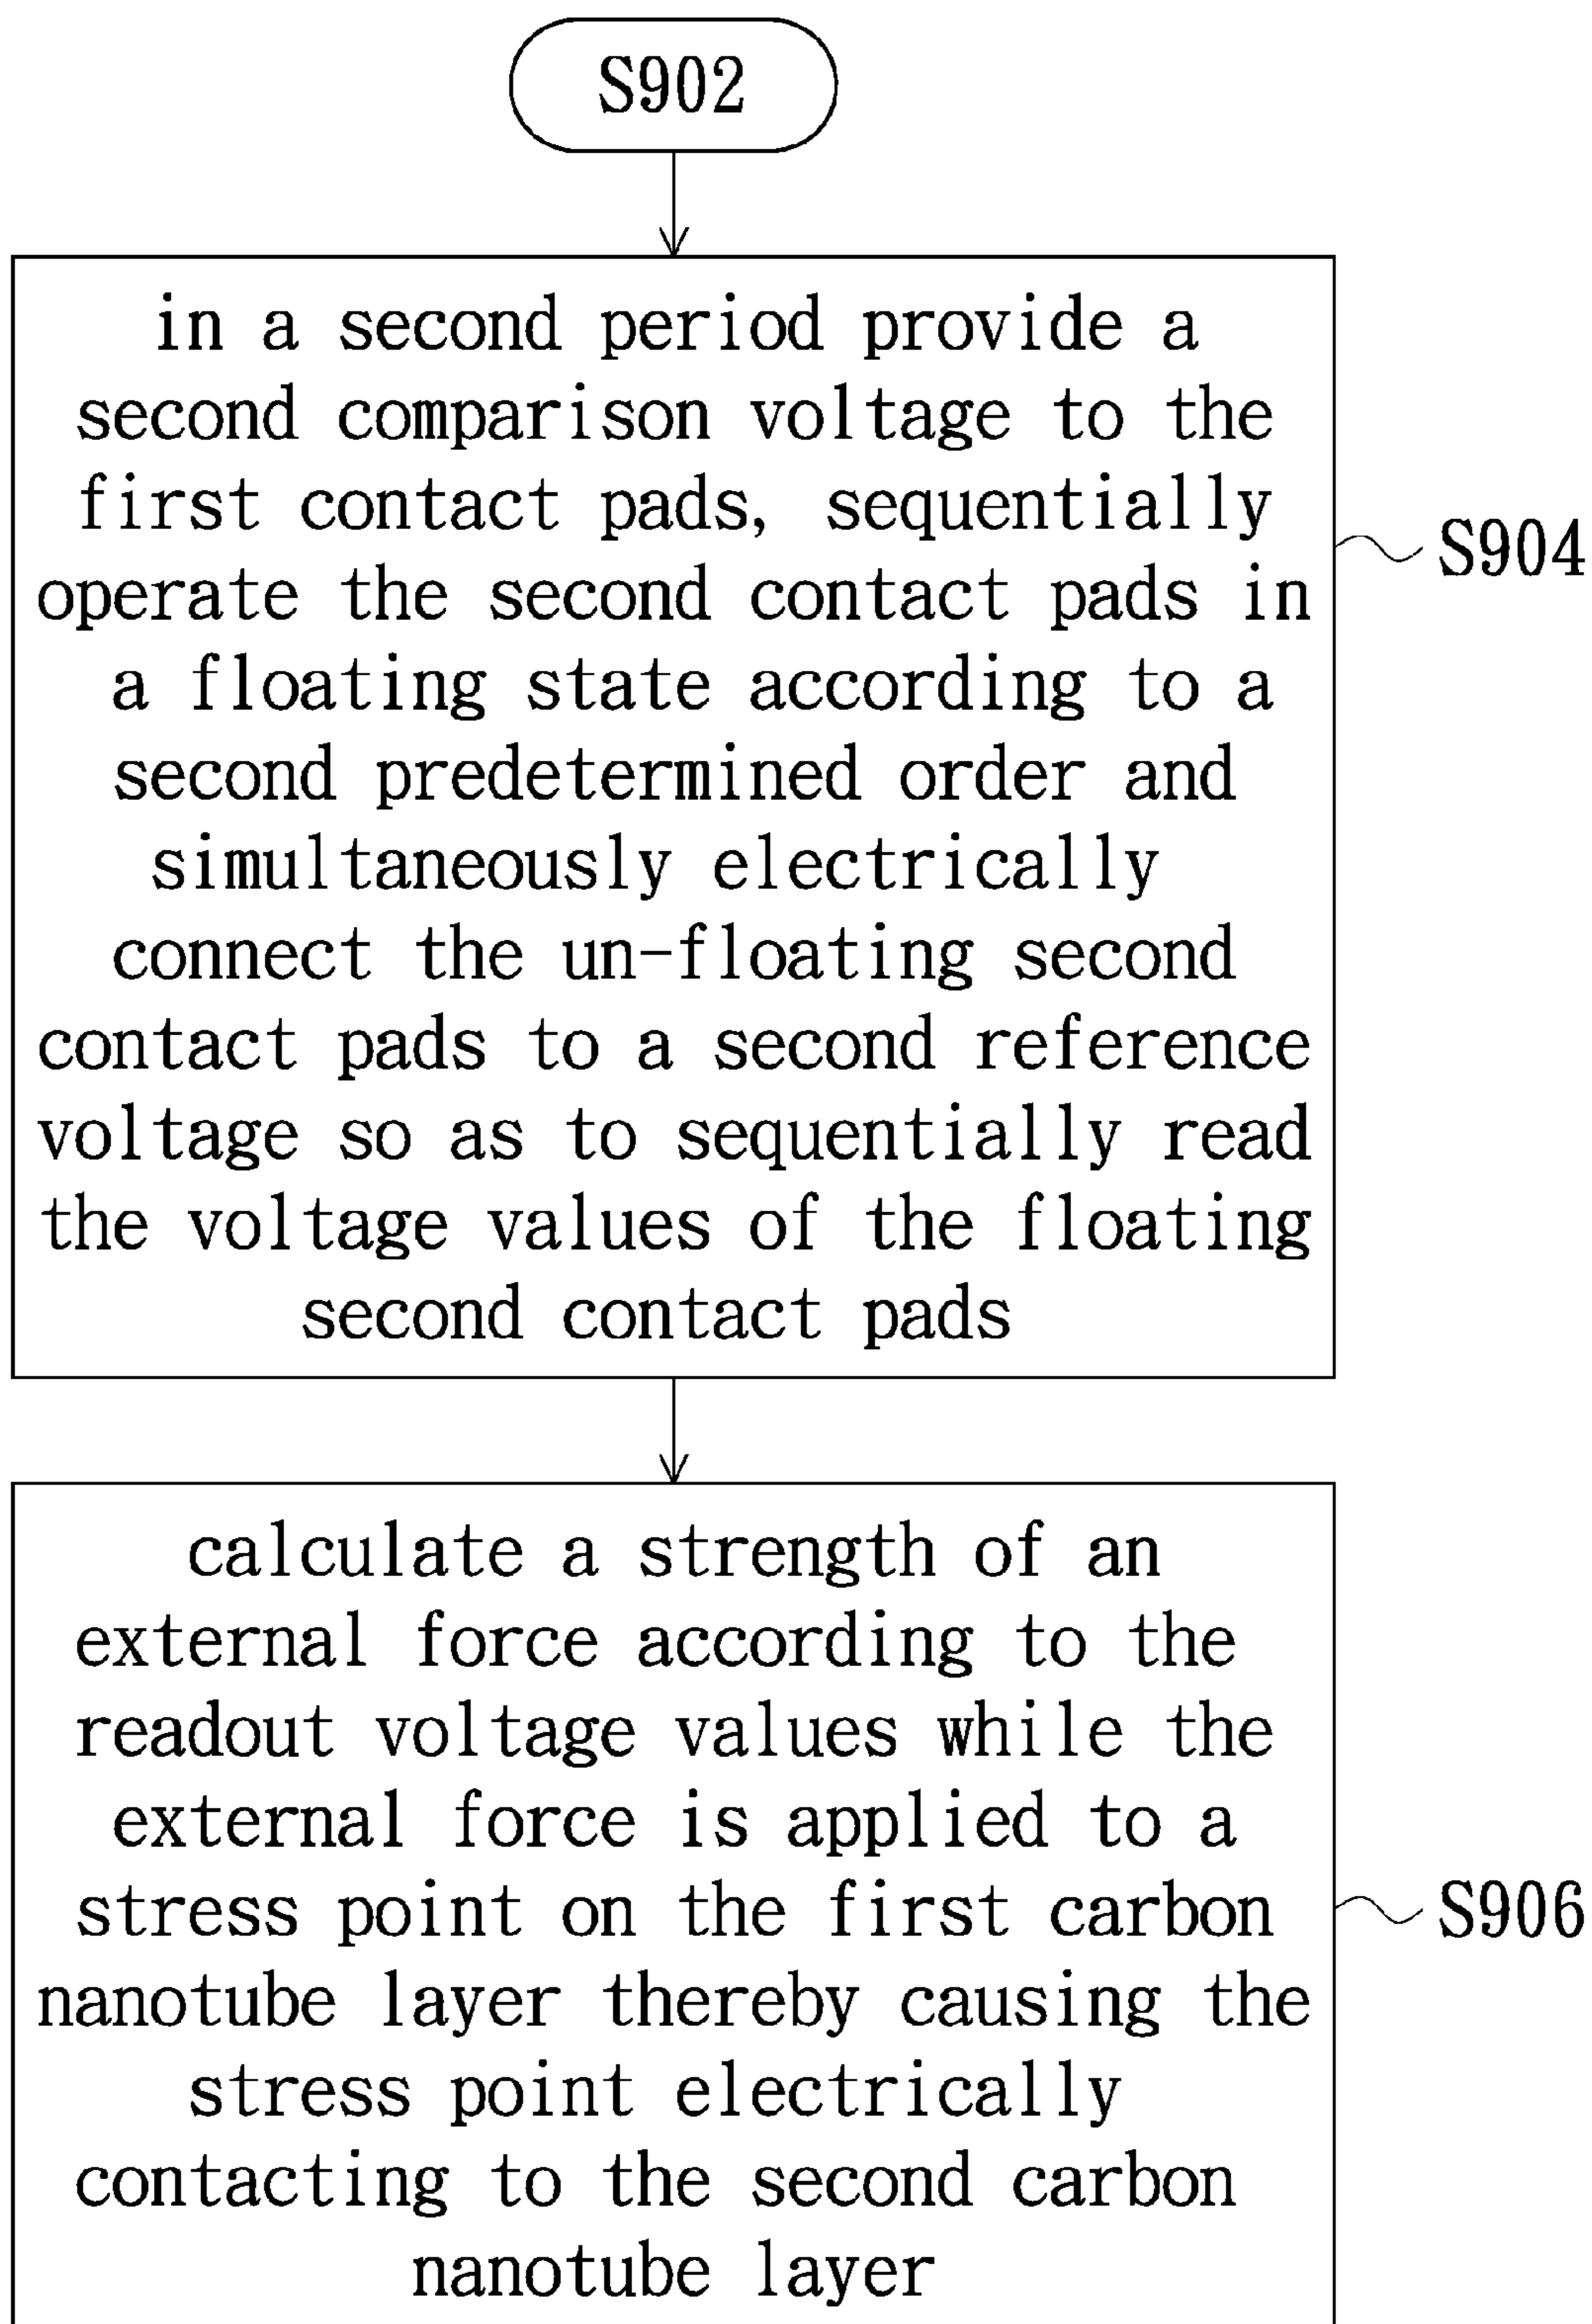 S902
in a second period provide a
second comparison voltage to the
first contact pads, sequentially
operate the second contact pads in
a floating state according to a
second predetermined order and
simultaneously electrically
connect the un-floating second
contact pads to a second reference
voltage so as to sequentially read
the voltage values of the floating
second contact pads
S904
calculate a strength of an
external force according to the
readout voltage values while the
external force is applied to a
stress point on the first carbon
nanotube layer thereby causing the
stress point electrically
contacting to the second carbon
nanotube layer
S906